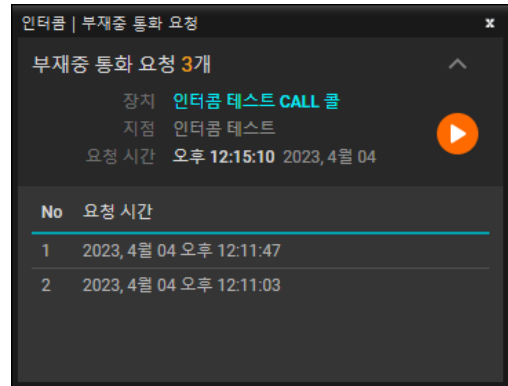 인터콤 | 부재중 통화 요청 x
부재중 통화 요청 3개
장치 인터콤 테스트 CALL 콜
지점 인터콤 테스트
요청 시간 오후 12:15:10 2023, 4월 04
No 요청 시간
1 2023, 4월 04 오후 12:11:47
2 2023, 4월 04 오후 12:11:03